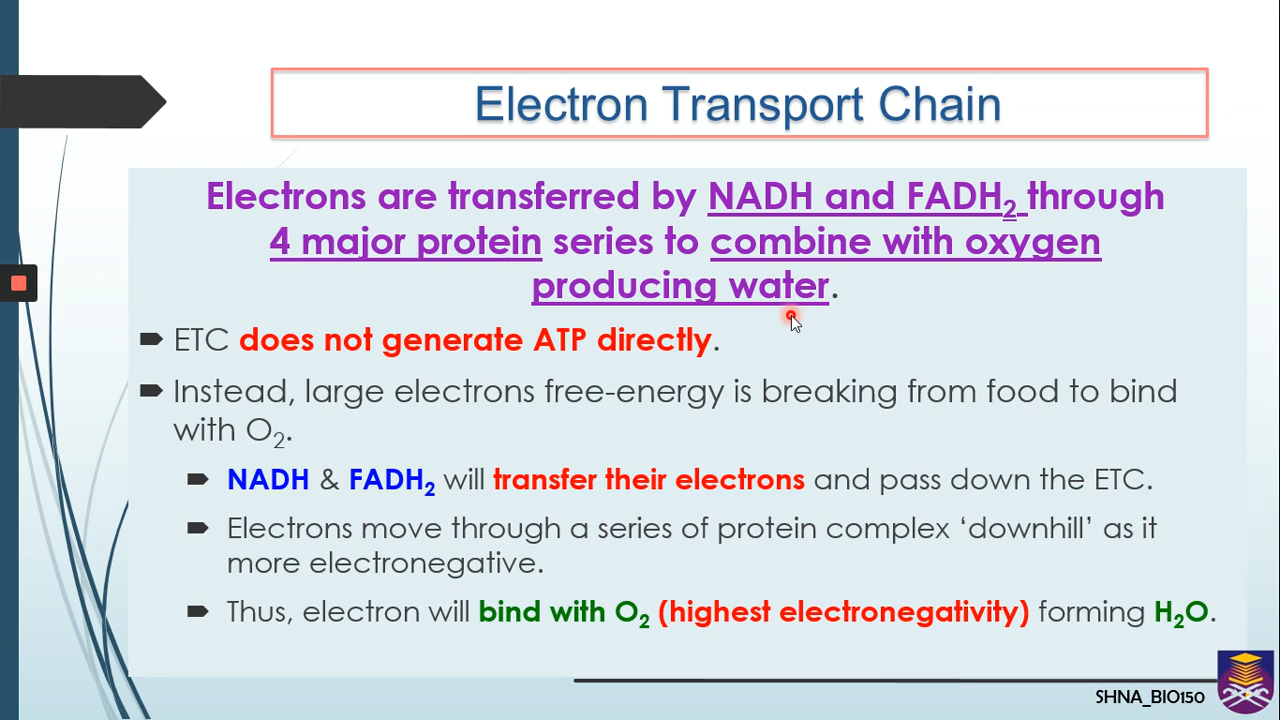 Electron Transport Chain
Electrons are transferred by NADH and FADH₂ through
4 major protein series to combine with oxygen
producing water.
ETC does not generate ATP directly.
Instead, large electrons free-energy is breaking from food to bind
with O₂.
NADH & FADH₂ will transfer their electrons and pass down the ETC.
Electrons move through a series of protein complex ‘downhill’ as it
more electronegative.
Thus, electron will bind with O₂ (highest electronegativity) forming H₂O.
SHNA_BIO150